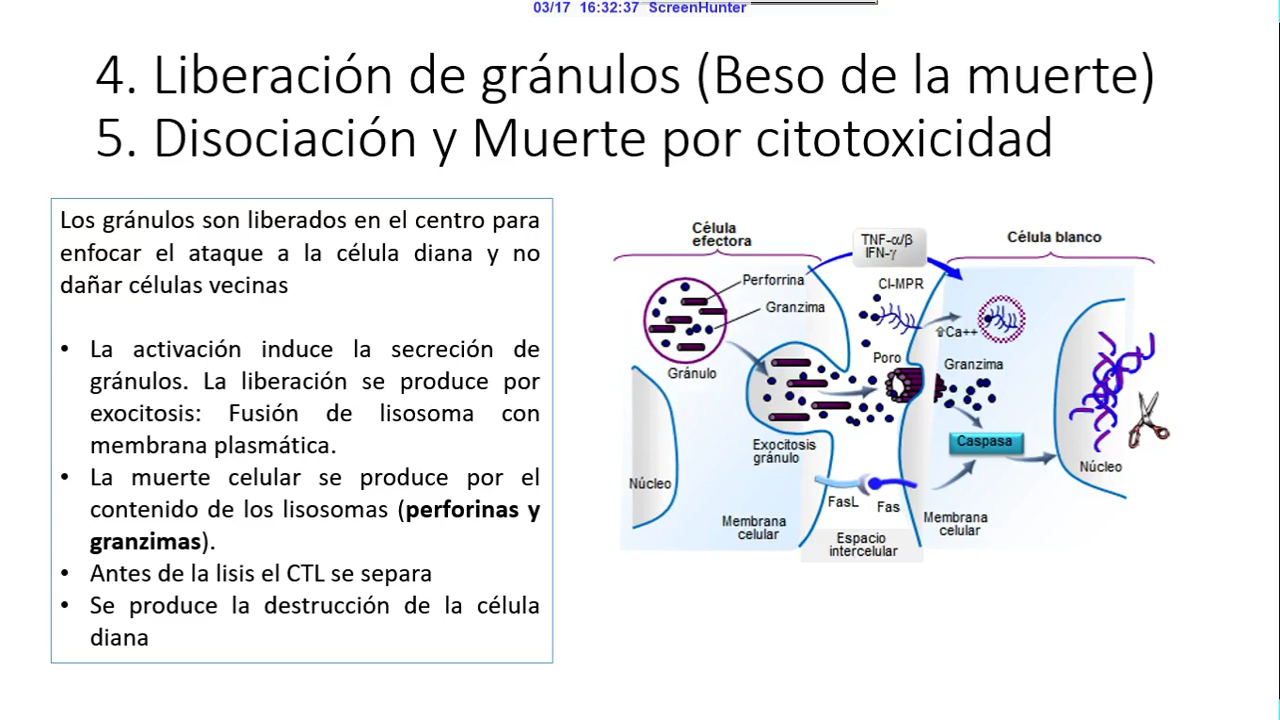 03/17 16:32:37 ScreenHunter
4. Liberación de gránulos (Beso de la muerte)
5. Disociación y Muerte por citotoxicidad
Los gránulos son liberados en el centro para
enfocar el ataque a la célula diana y no
dañar células vecinas
• La activación induce la secreción de
gránulos. La liberación se produce por
exocitosis: Fusión de lisosoma con
membrana plasmática.
• La muerte celular se produce por el
contenido de los lisosomas (perforinas y
granzimas).
• Antes de la lisis el CTL se separa
• Se produce la destrucción de la célula
diana
Célula
efectora
TNF-α/β
IFN-γ
Célula blanco
Perforrina
Granzima
CI-MPR
⇧Ca++
Gránulo
Poro
Granzima
Exocitosis
gránulo
Caspasa
Núcleo
Núcleo
FasL
Fas
Membrana
celular
Membrana
celular
Espacio
intercelular